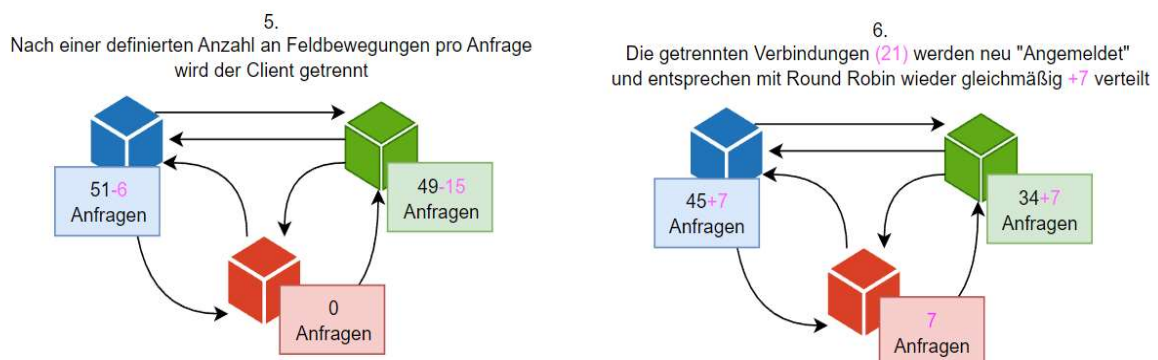 5.
Nach einer definierten Anzahl an Feldbewegungen pro Anfrage
wird der Client getrennt
51-6
Anfragen
49-15
Anfragen
0
Anfragen
6.
Die getrennten Verbindungen (21) werden neu "Angemeldet"
und entsprechen mit Round Robin wieder gleichmäßig +7 verteilt
45+7
Anfragen
34+7
Anfragen
7
Anfragen